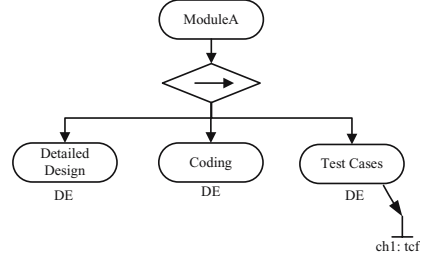 ModuleA
Detailed
Design
Coding
Test Cases
DE
DE
DE
ch1: tcf